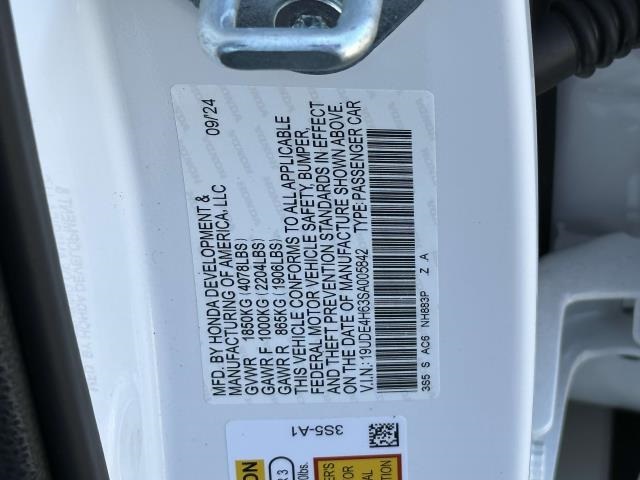 MFD. BY HONDA DEVELOPMENT & 09/24
MANUFACTURING OF AMERICA, LLC
GVWR 1850KG (4078LBS)
GAWR F 1000KG (2204LBS)
GAWR R 865KG (1906LBS)
THIS VEHICLE CONFORMS TO ALL APPLICABLE
FEDERAL MOTOR VEHICLE SAFETY, BUMPER,
AND THEFT PREVENTION STANDARDS IN EFFECT
ON THE DATE OF MANUFACTURE SHOWN ABOVE.
V.I.N.: 19UDE4H63SA005842 TYPE: PASSENGER CAR
3S5 S AC6 NH883P Z A
3S5-A1